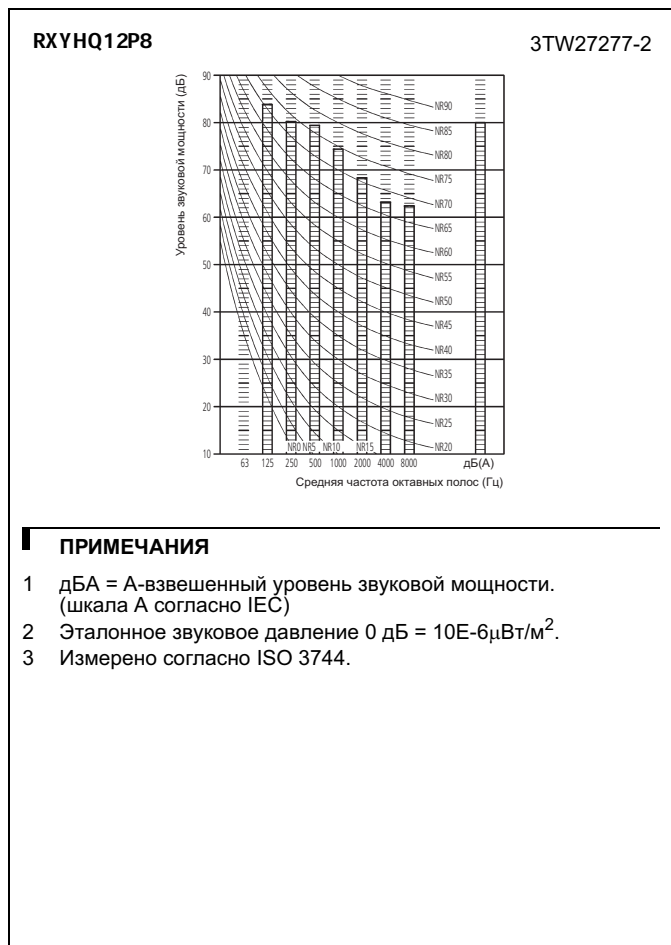 RXYHQ12P8
3TW27277-2
Уровень звуковой мощности (дБ)
90
80
70
60
50
40
30
20
10
NR90
NR85
NR80
NR75
NR70
NR65
NR60
NR55
NR50
NR45
NR40
NR35
NR30
NR25
NR20
NR0 NR5 NR10 NR15
63 125 250 500 1000 2000 4000 8000 дБ(A)
Средняя частота октавных полос (Гц)
ПРИМЕЧАНИЯ
1 дБА = А-взвешенный уровень звуковой мощности.
(шкала А согласно IEC)
2 Эталонное звуковое давление 0 дБ = 10E-6µВт/м².
3 Измерено согласно ISO 3744.